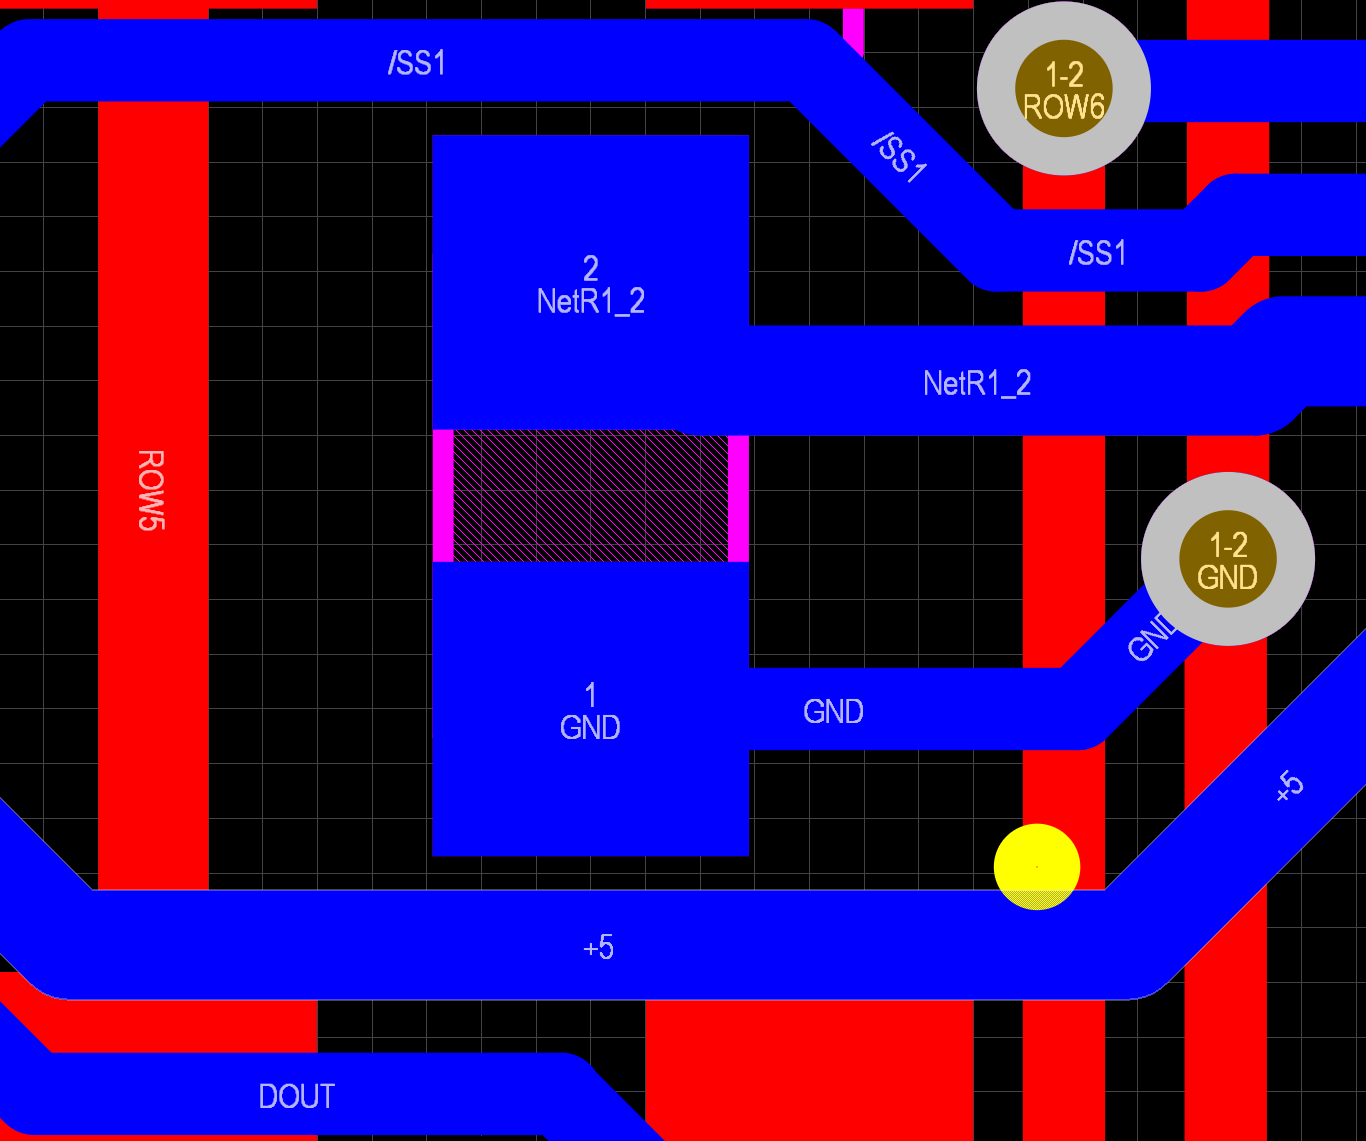 /SS1
1-2
ROW6
/SS1
/SS1
2
NetR1_2
NetR1_2
ROW5
1-2
GND
GND
1
GND
GND
+5
+5
DOUT